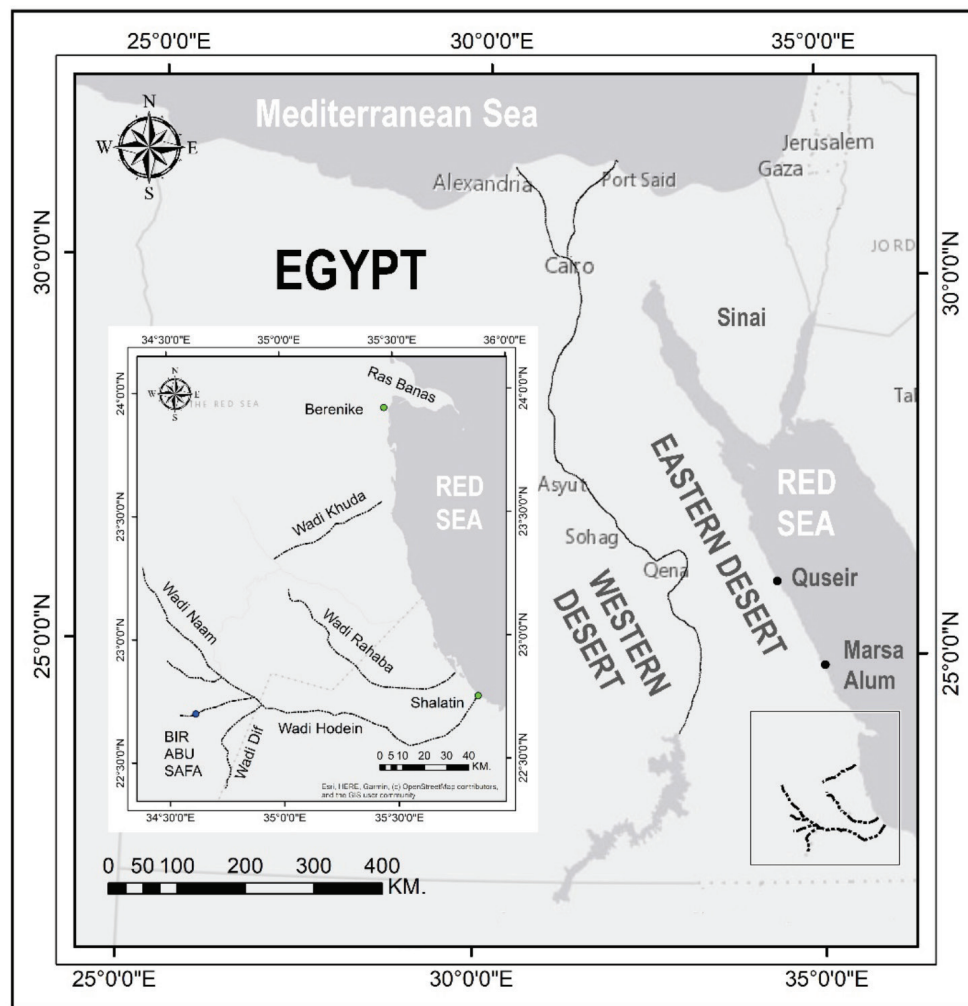 25°0'0"E 30°0'0"E 35°0'0"E
N
W E
S
Mediterranean Sea
Alexandria
Port Said
Jerusalem
Gaza
30°0'0"N
30°0'0"N
JORD
EGYPT
Cairo
Sinai
Tal
Asyut
Sohag
Qena
EASTERN DESERT
WESTERN
DESERT
RED
SEA
Quseir
Marsa
Alum
25°0'0"N
25°0'0"N
34°30'0"E 35°0'0"E 35°30'0"E 36°0'0"E
N
W E
S
THE RED SEA
Ras Banas
Berenike
24°0'0"N
24°0'0"N
RED
SEA
Wadi Khuda
23°30'0"N
23°30'0"N
Wadi Naam
Wadi Rahaba
23°0'0"N
23°0'0"N
Shalatin
Wadi Hodein
BIR
ABU
SAFA
Wadi Dif
22°30'0"N
22°30'0"N
0 5 10 20 30 40
KM.
Esri, HERE, Garmin, (c) OpenStreetMap contributors,
and the GIS user community
34°30'0"E 35°0'0"E 35°30'0"E
0 50 100 200 300 400
KM.
25°0'0"E 30°0'0"E 35°0'0"E